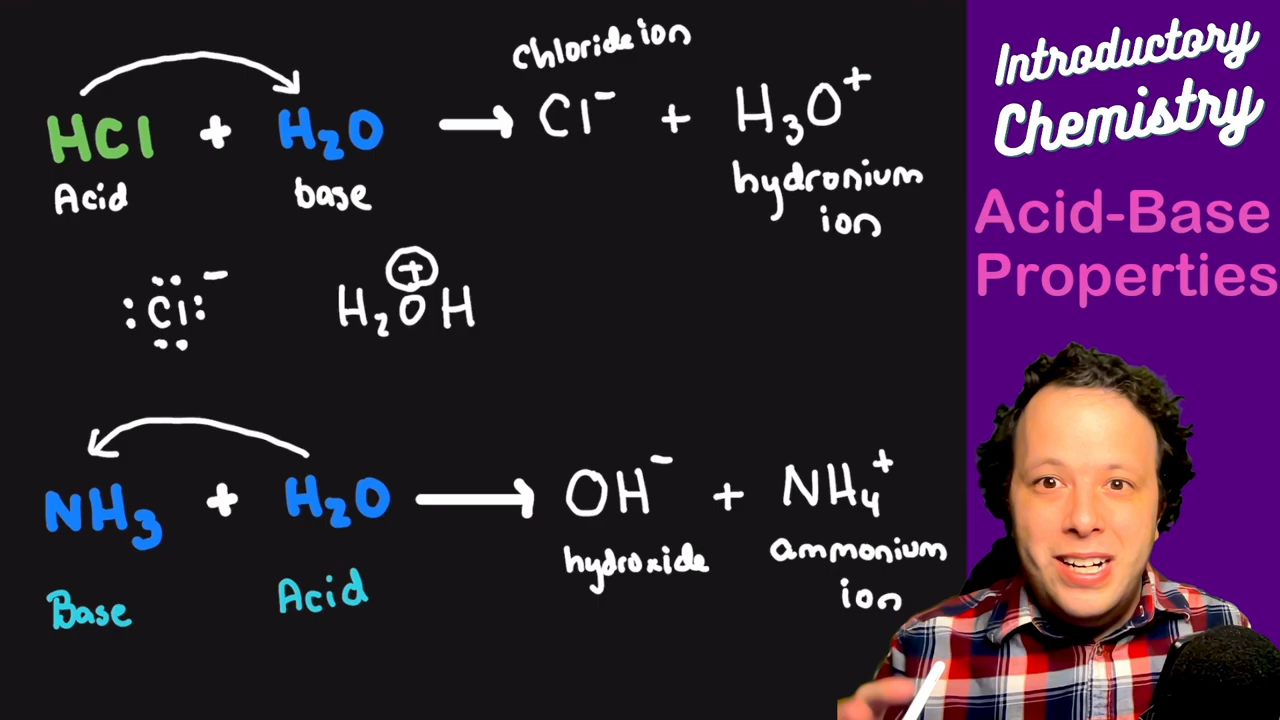 chloride ion
HCl + H₂O → Cl⁻ + H₃O⁺
Acid base hydronium
ion
:Cl:⁻ H₂OH
+
NH₃ + H₂O → OH⁻ + NH₄⁺
hydroxide ammonium
ion
Base Acid
Introductory
Chemistry
Acid-Base
Properties